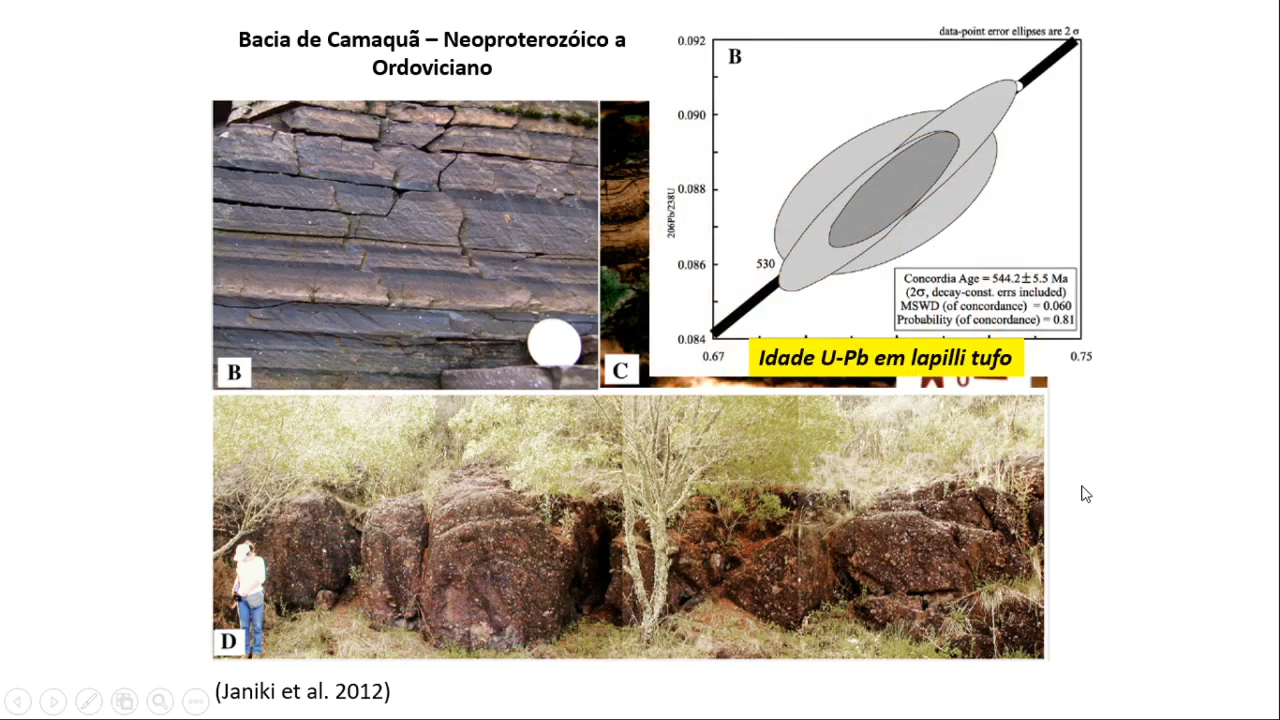 Bacia de Camaquã – Neoproterozóico a
Ordoviciano
data-point error ellipses are 2 σ
B
0.092
0.090
0.088
0.086
0.084
206Pb/238U
530
Concordia Age = 544.2±5.5 Ma
(2σ, decay-const. errs included)
MSWD (of concordance) = 0.060
Probability (of concordance) = 0.81
0.67
0.75
Idade U-Pb em lapilli tufo
B
C
D
(Janiki et al. 2012)